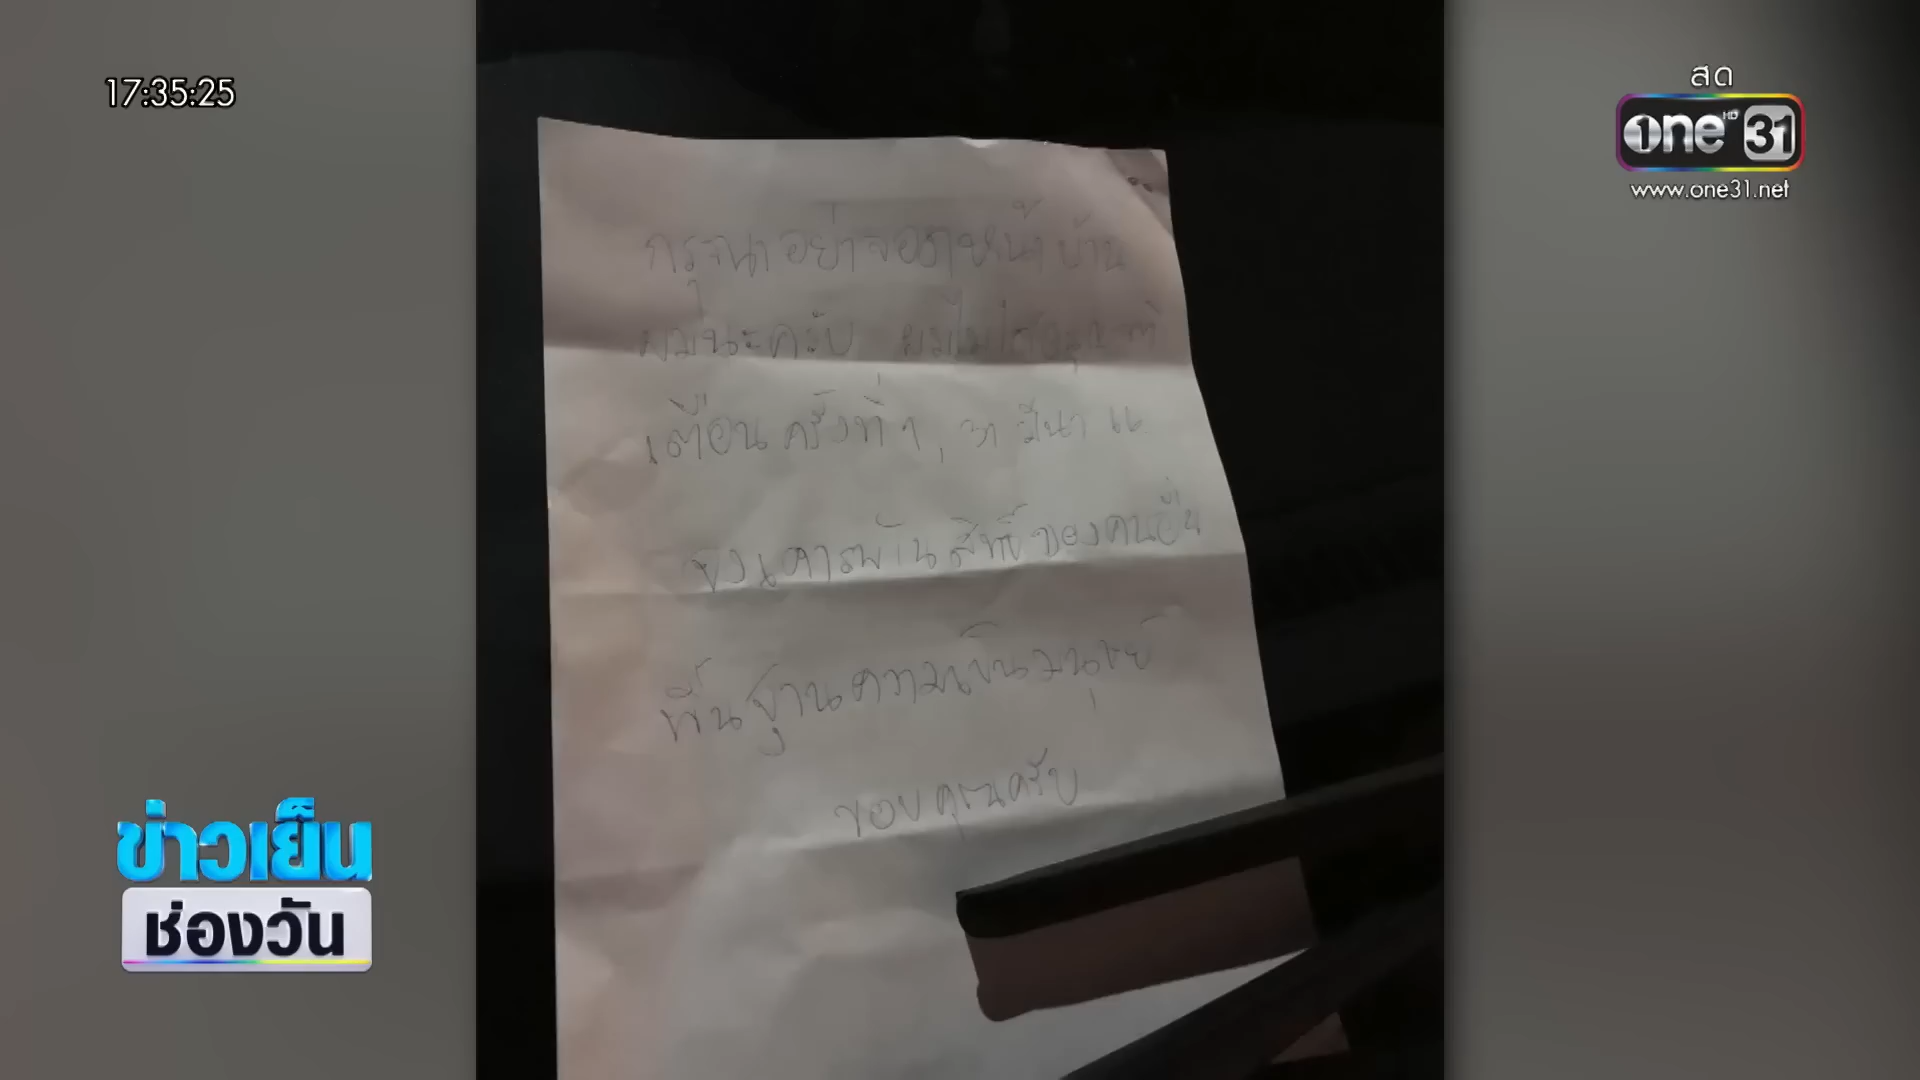 17:35:25
สด
one HD 31
www.one31.net
กรุณาอย่าจอดหน้าบ้าน
ผมนะครับ ผมไม่ได้อนุญาติ
เตือนครั้งที่ 1, 31 มีนา
จงเคารพในสิทธิ์ของคนอื่น
พื้นฐานความเป็นมนุษย์
ขอบคุณครับ
ข่าวเย็น
ช่องวัน